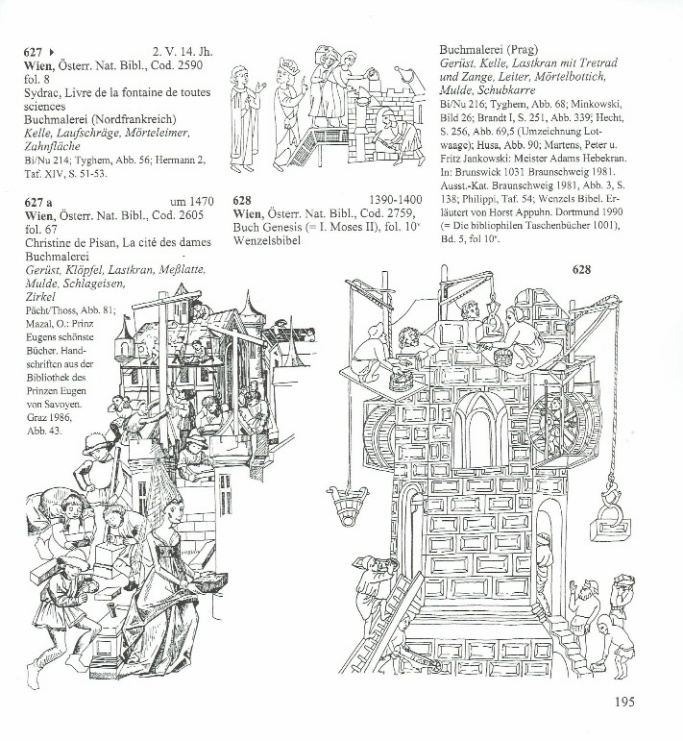 627 ▸ 2. V. 14. Jh.
Wien, Österr. Nat. Bibl., Cod. 2590
fol. 8
Sydrac, Livre de la fontaine de toutes
sciences
Buchmalerei (Nordfrankreich)
Kelle, Laufschräge, Mörteleimer,
Zahnfläche
Bi/Nu 214; Tyghem, Abb. 56; Hermann 2,
Taf. XIV, S. 51-53.
627 a um 1470
Wien, Österr. Nat. Bibl., Cod. 2605
fol. 67
Christine de Pisan, La cité des dames
Buchmalerei
Gerüst, Klöpfel, Lastkran, Meßlatte,
Mulde, Schlageisen,
Zirkel
Pächt/Thoss, Abb. 81;
Mazal, O.: Prinz
Eugens schönste
Bücher. Hand-
schriften aus der
Bibliothek des
Prinzen Eugen
von Savoyen.
Graz 1986,
Abb. 43.
628 1390-1400
Wien, Österr. Nat. Bibl., Cod. 2759,
Buch Genesis (= I. Moses II), fol. 10v
Wenzelsbibel
Buchmalerei (Prag)
Gerüst, Kelle, Lastkran mit Tretrad
und Zange, Leiter, Mörtelbottich,
Mulde, Schubkarre
Bi/Nu 216; Tyghem, Abb. 68; Minkowski,
Bild 26; Brandt I, S. 251, Abb. 339; Hecht,
S. 256, Abb. 69,5 (Umzeichnung Lot-
waage); Husa, Abb. 90; Martens, Peter u.
Fritz Jankowski: Meister Adams Hebekran.
In: Brunswick 1031 Braunschweig 1981.
Ausst.-Kat. Braunschweig 1981, Abb. 3, S.
138; Philippi, Taf. 54; Wenzels Bibel. Er-
läutert von Horst Appuhn. Dortmund 1990
(= Die bibliophilen Taschenbücher 1001),
Bd. 5, fol 10v.
628
195